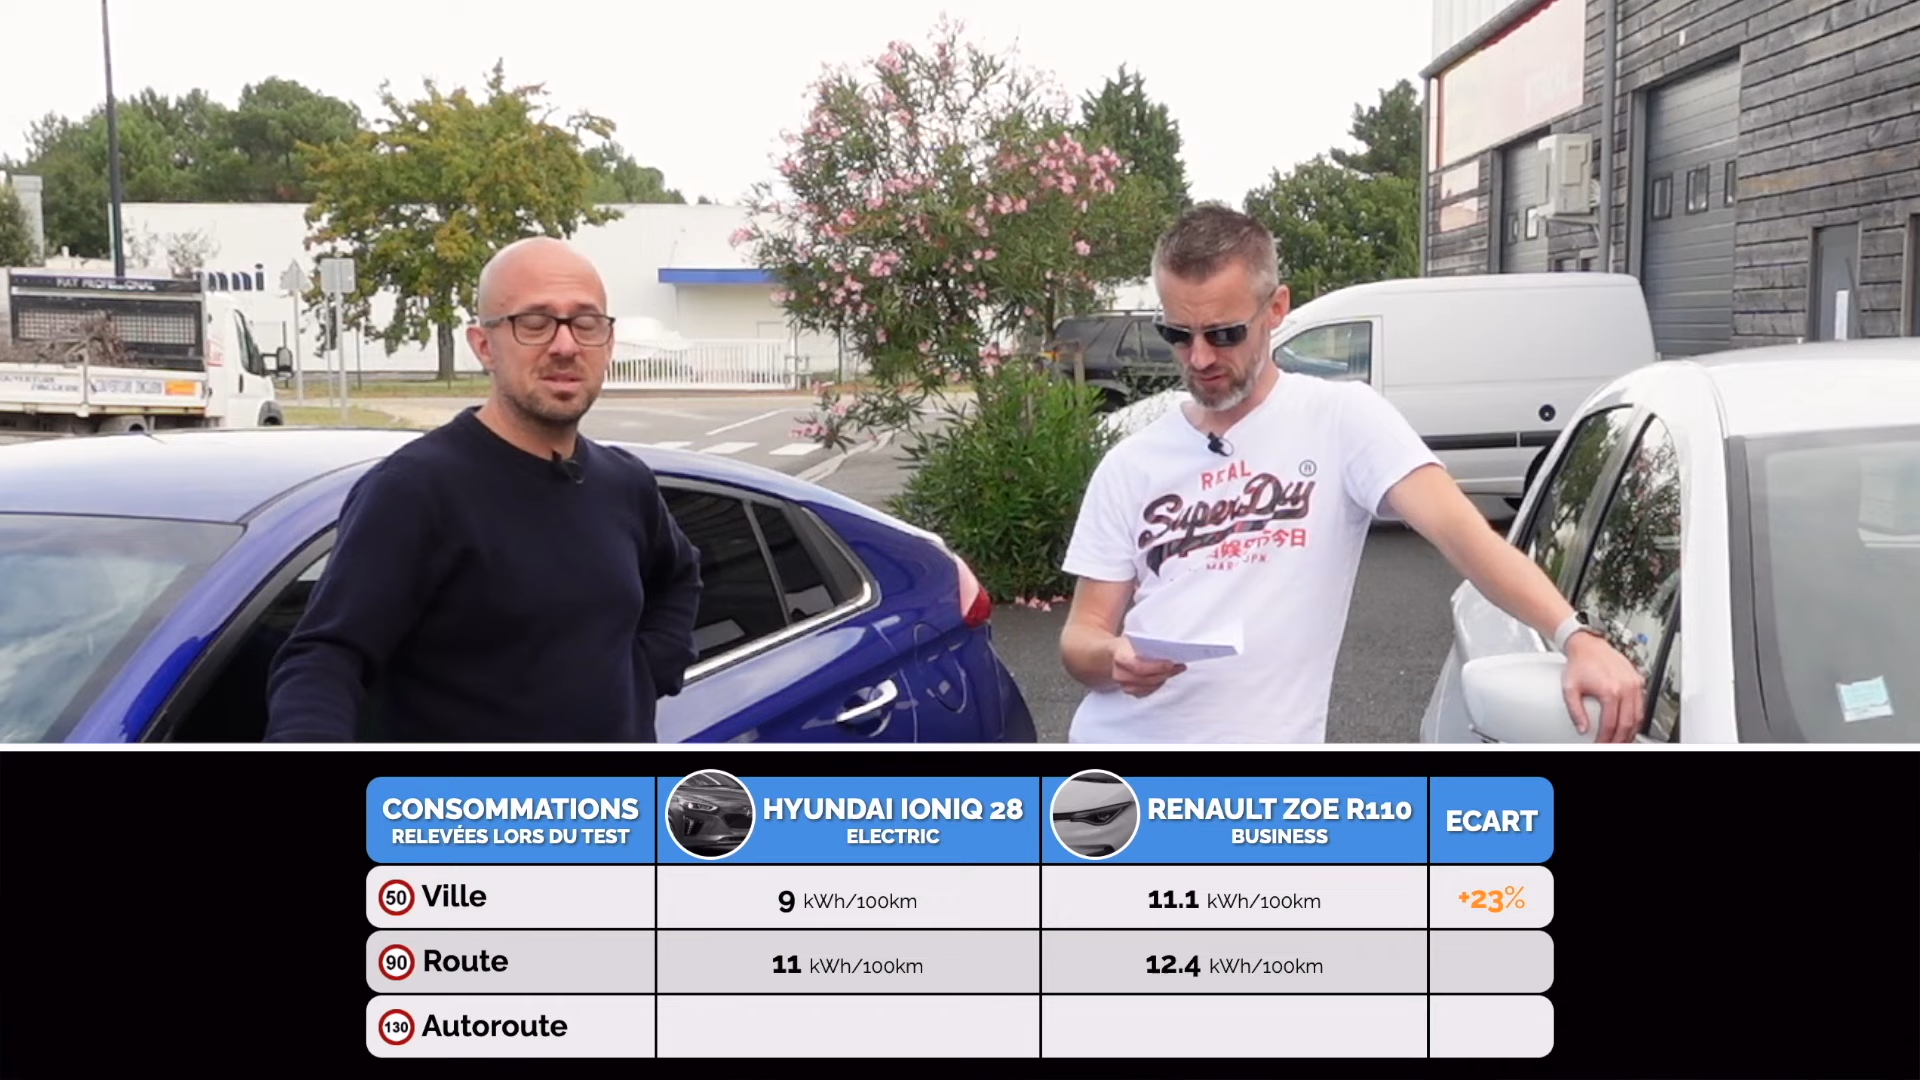 REAL
SuperDry
®
CONSOMMATIONS
RELEVÉES LORS DU TEST
HYUNDAI IONIQ 28
ELECTRIC
RENAULT ZOE R110
BUSINESS
ECART
50 Ville
9 kWh/100km
11.1 kWh/100km
+23%
90 Route
11 kWh/100km
12.4 kWh/100km
130 Autoroute